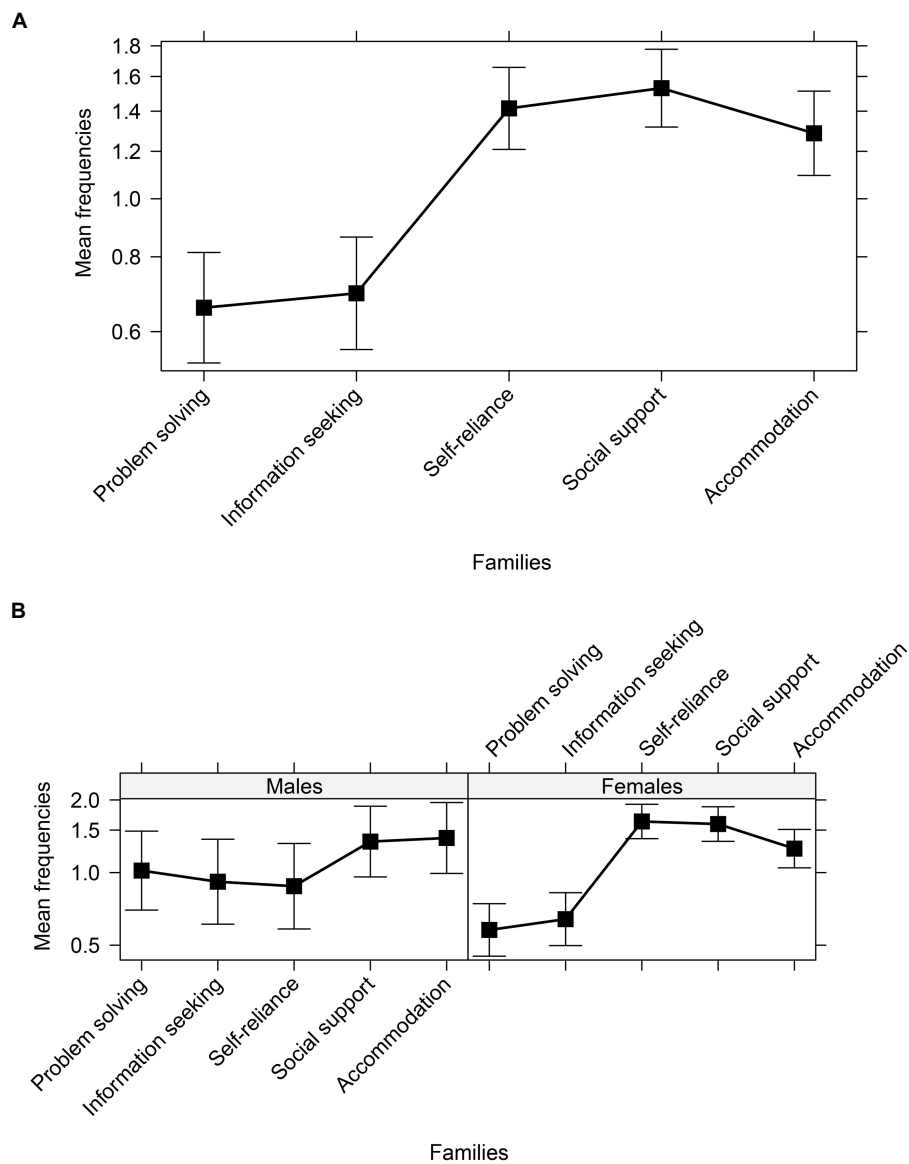 A
Mean frequencies
1.8
1.6
1.4
1.2
1.0
0.8
0.6
Problem solving
Information seeking
Self-reliance
Social support
Accommodation
Families
B
Problem solving
Information seeking
Self-reliance
Social support
Accommodation
Males
Females
Mean frequencies
2.0
1.5
1.0
0.5
Problem solving
Information seeking
Self-reliance
Social support
Accommodation
Families